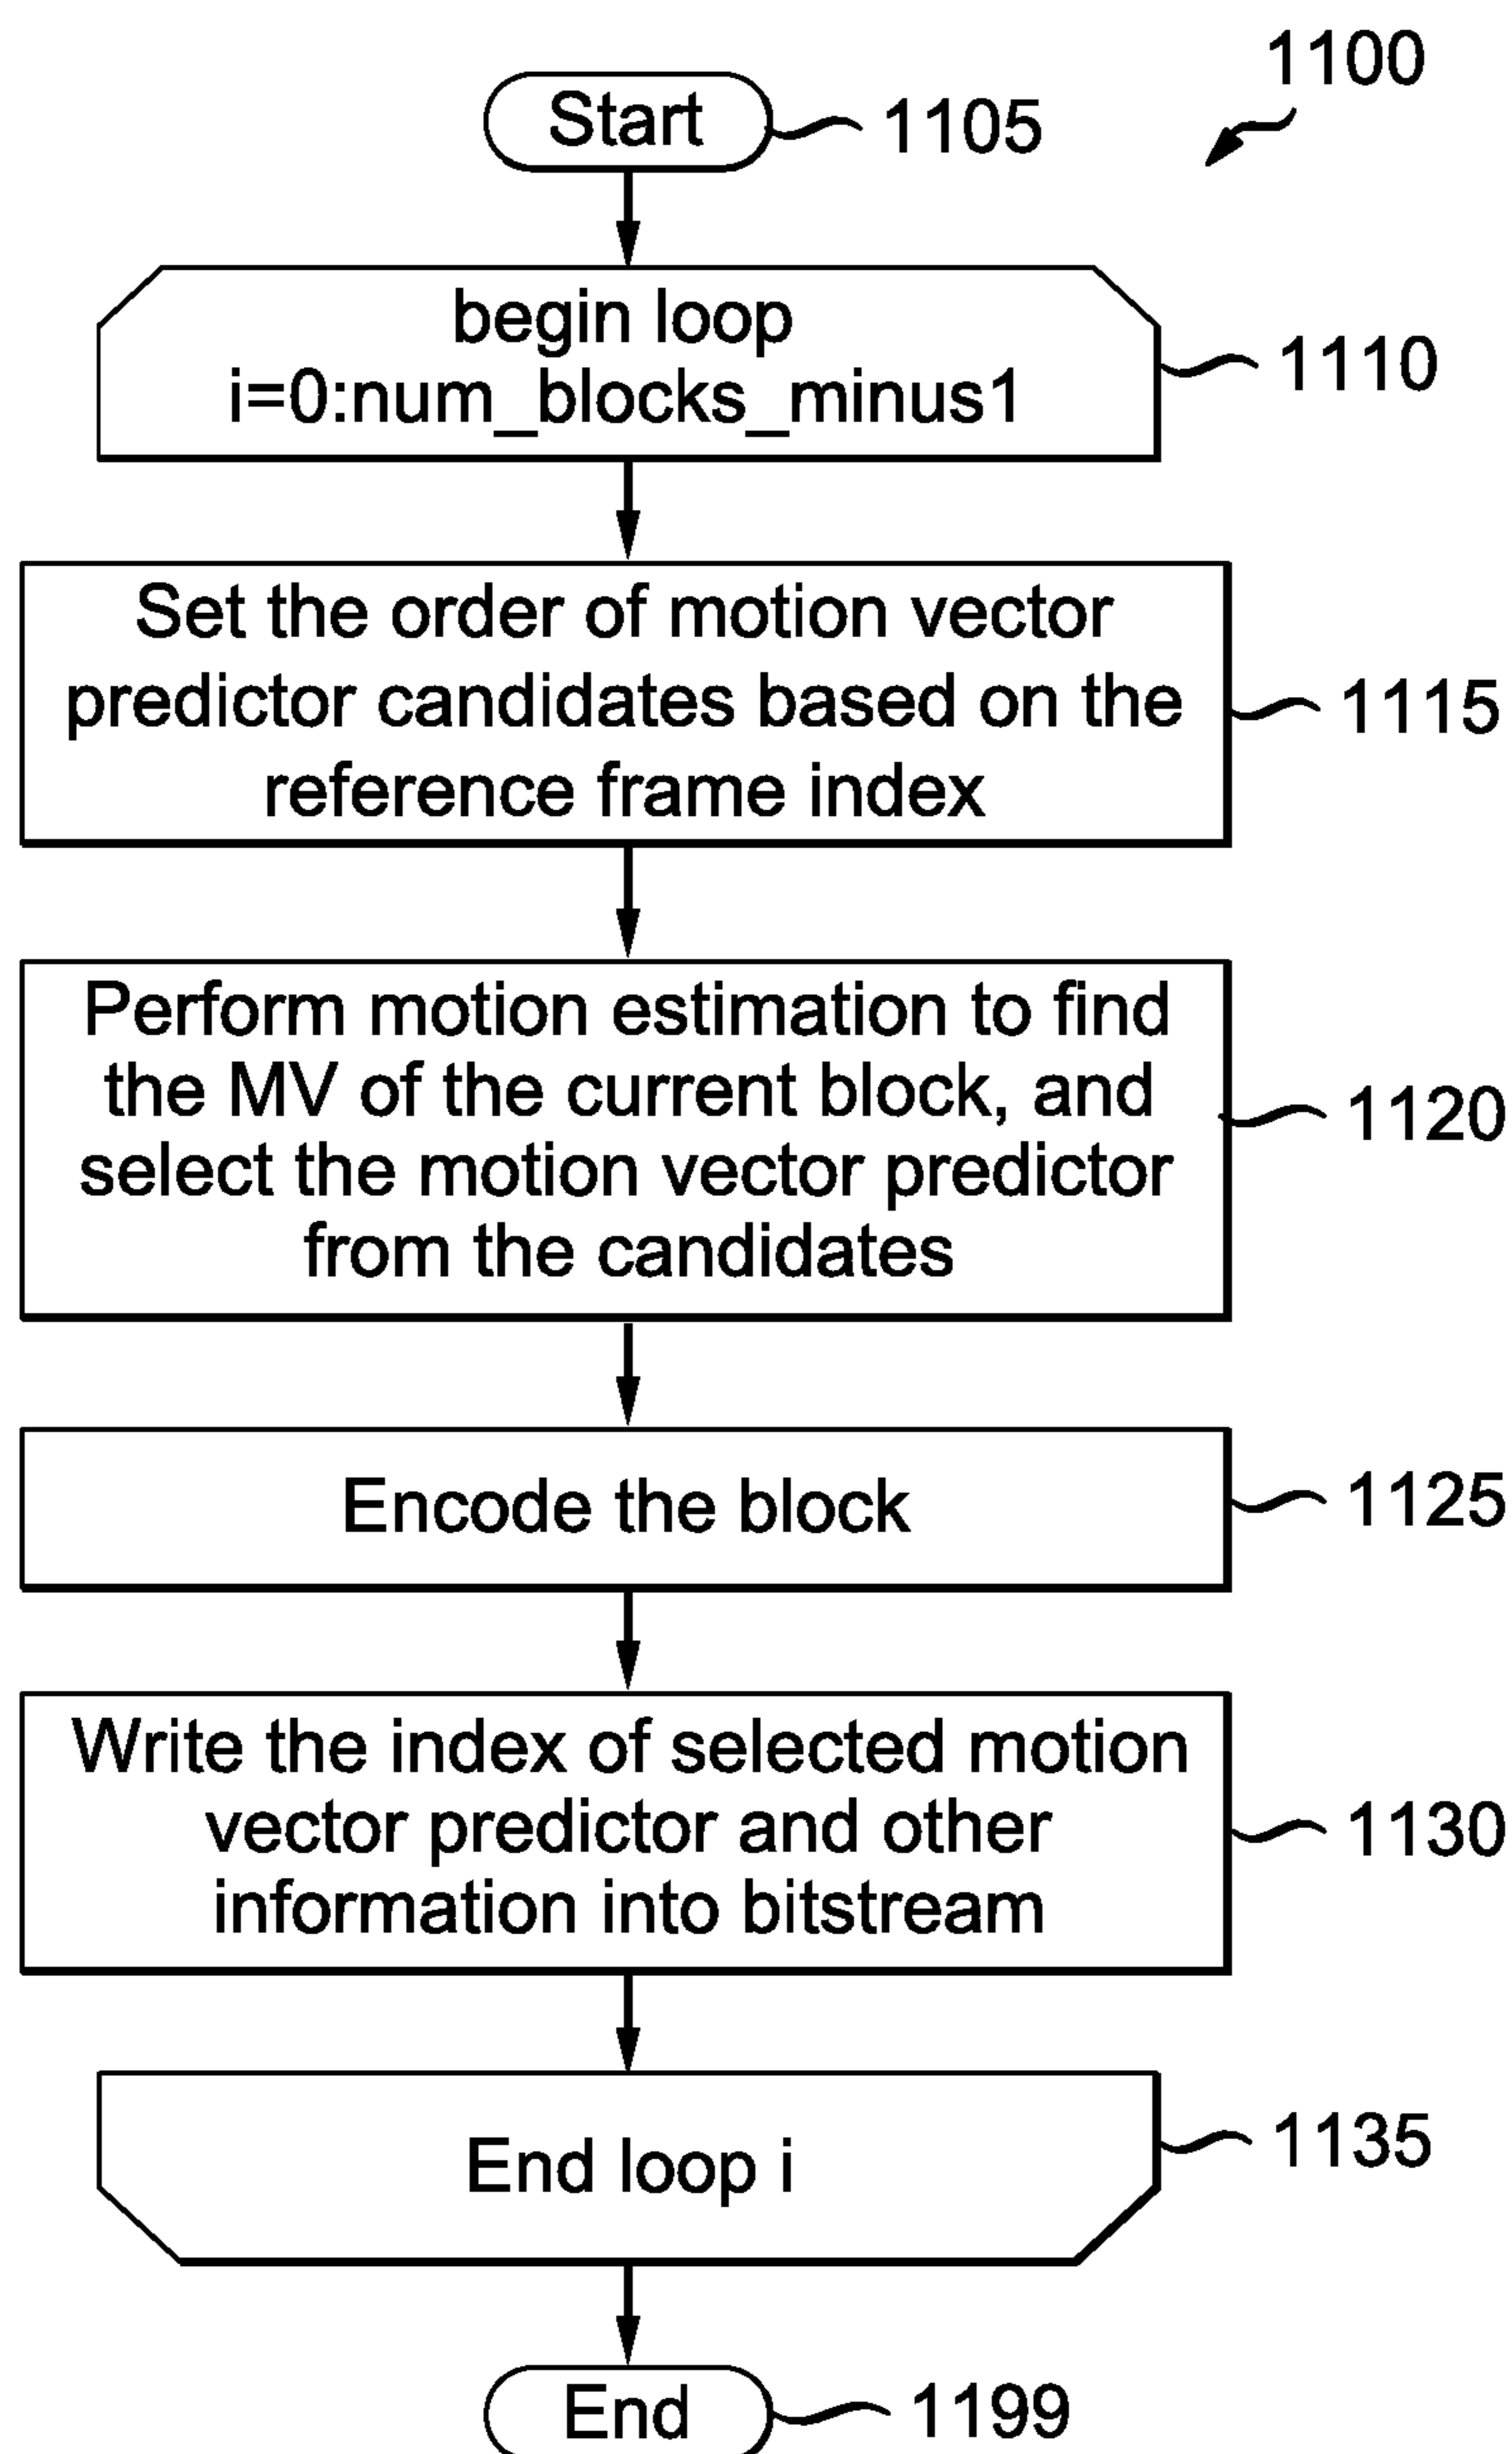 1100
Start
1105
begin loop
i=0:num_blocks_minus1
1110
Set the order of motion vector
predictor candidates based on the
reference frame index
1115
Perform motion estimation to find
the MV of the current block, and
select the motion vector predictor
from the candidates
1120
Encode the block
1125
Write the index of selected motion
vector predictor and other
information into bitstream
1130
End loop i
1135
End
1199